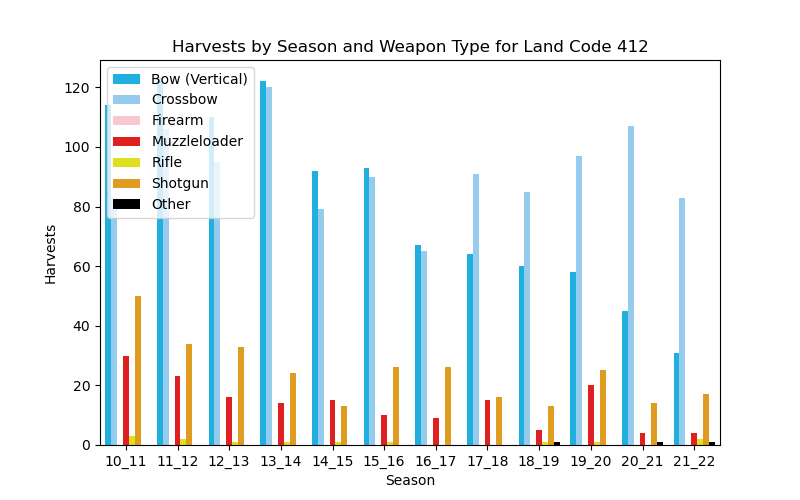 Harvests by Season and Weapon Type for Land Code 412
120
100
80
60
40
20
0
Harvests
Bow (Vertical)
Crossbow
Firearm
Muzzleloader
Rifle
Shotgun
Other
10_11 11_12 12_13 13_14 14_15 15_16 16_17 17_18 18_19 19_20 20_21 21_22
Season